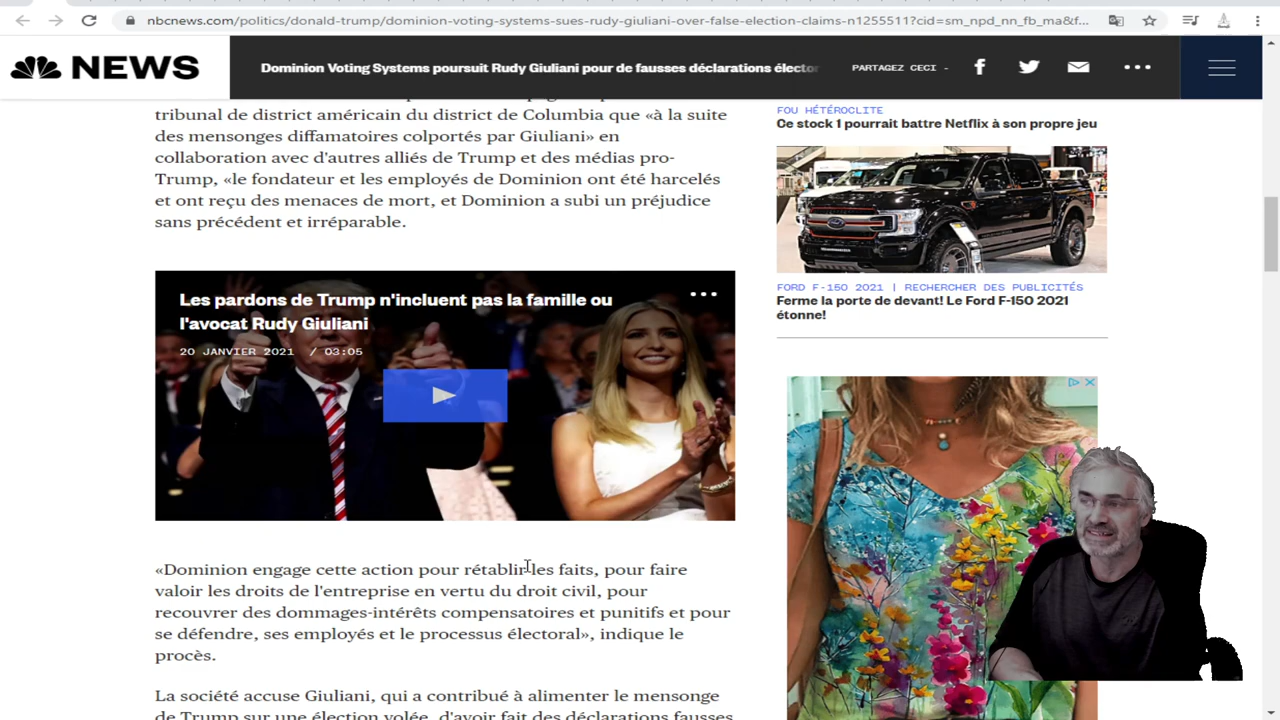 nbcnews.com/politics/donald-trump/dominion-voting-systems-sues-rudy-giuliani-over-false-election-claims-n1255511?cid=sm_npd_nn_fb_ma&f...
NEWS
Dominion Voting Systems poursuit Rudy Giuliani pour de fausses déclarations électo
PARTAGEZ CECI -
tribunal de district américain du district de Columbia que «à la suite
des mensonges diffamatoires colportés par Giuliani» en
collaboration avec d'autres alliés de Trump et des médias pro-
Trump, «le fondateur et les employés de Dominion ont été harcelés
et ont reçu des menaces de mort, et Dominion a subi un préjudice
sans précédent et irréparable.
Les pardons de Trump n'incluent pas la famille ou
l'avocat Rudy Giuliani
20 JANVIER 2021 / 03:05
«Dominion engage cette action pour rétablir les faits, pour faire
valoir les droits de l'entreprise en vertu du droit civil, pour
recouvrer des dommages-intérêts compensatoires et punitifs et pour
se défendre, ses employés et le processus électoral», indique le
procès.
La société accuse Giuliani, qui a contribué à alimenter le mensonge
de Trump sur une élection volée, d'avoir fait des déclarations fausses
FOU HÉTÉROCLITE
Ce stock 1 pourrait battre Netflix à son propre jeu
FORD F-150 2021 | RECHERCHER DES PUBLICITÉS
Ferme la porte de devant! Le Ford F-150 2021
étonne!